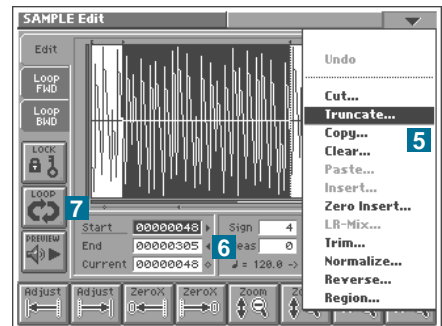 SAMPLE Edit
Edit
Loop
FWD
Loop
BWD
LOCK
LOOP
PREVIEW
7
Start 00000048
End 00000305
Current 00000048
6
Sign 4
eas 0
= 120.0 ->
Undo
Cut...
Truncate...
Copy...
5
Clear...
Paste...
Insert...
Zero Insert...
LR-Mix...
Trim...
Normalize...
Reverse...
Region...
Adjust
Adjust
ZeroX
ZeroX
Zoom